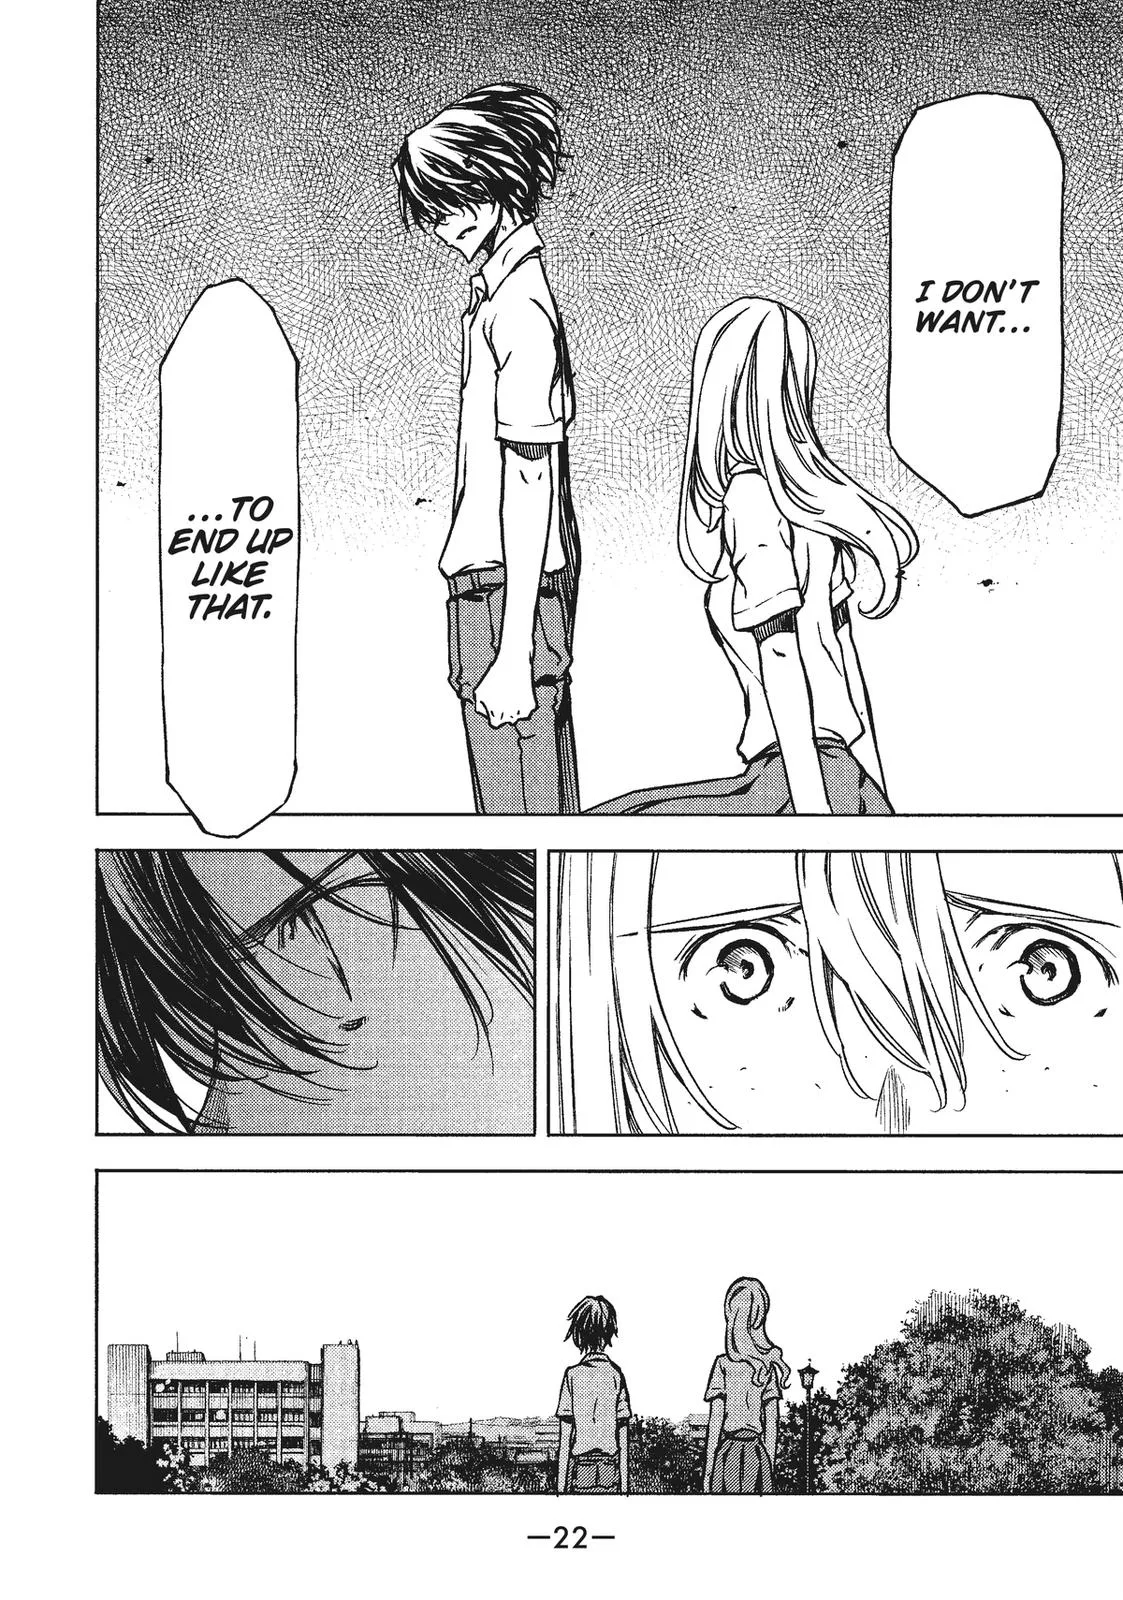 I DON'T
WANT...
...TO
END UP
LIKE
THAT.
—22—